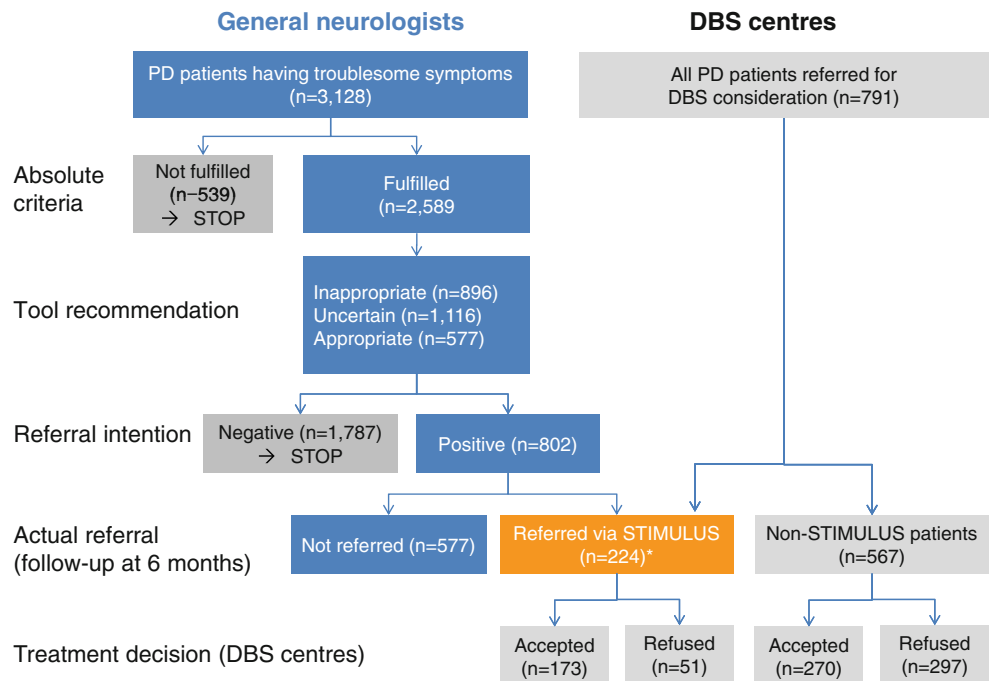 General neurologists
DBS centres
PD patients having troublesome symptoms
(n=3,128)
All PD patients referred for
DBS consideration (n=791)
Absolute
criteria
Not fulfilled
(n−539)
→ STOP
Fulfilled
(n=2,589
Tool recommendation
Inappropriate (n=896)
Uncertain (n=1,116)
Appropriate (n=577)
Referral intention
Negative (n=1,787)
→ STOP
Positive (n=802)
Actual referral
(follow-up at 6 months)
Not referred (n=577)
Referred via STIMULUS
(n=224)*
Non-STIMULUS patients
(n=567)
Treatment decision (DBS centres)
Accepted
(n=173)
Refused
(n=51)
Accepted
(n=270)
Refused
(n=297)